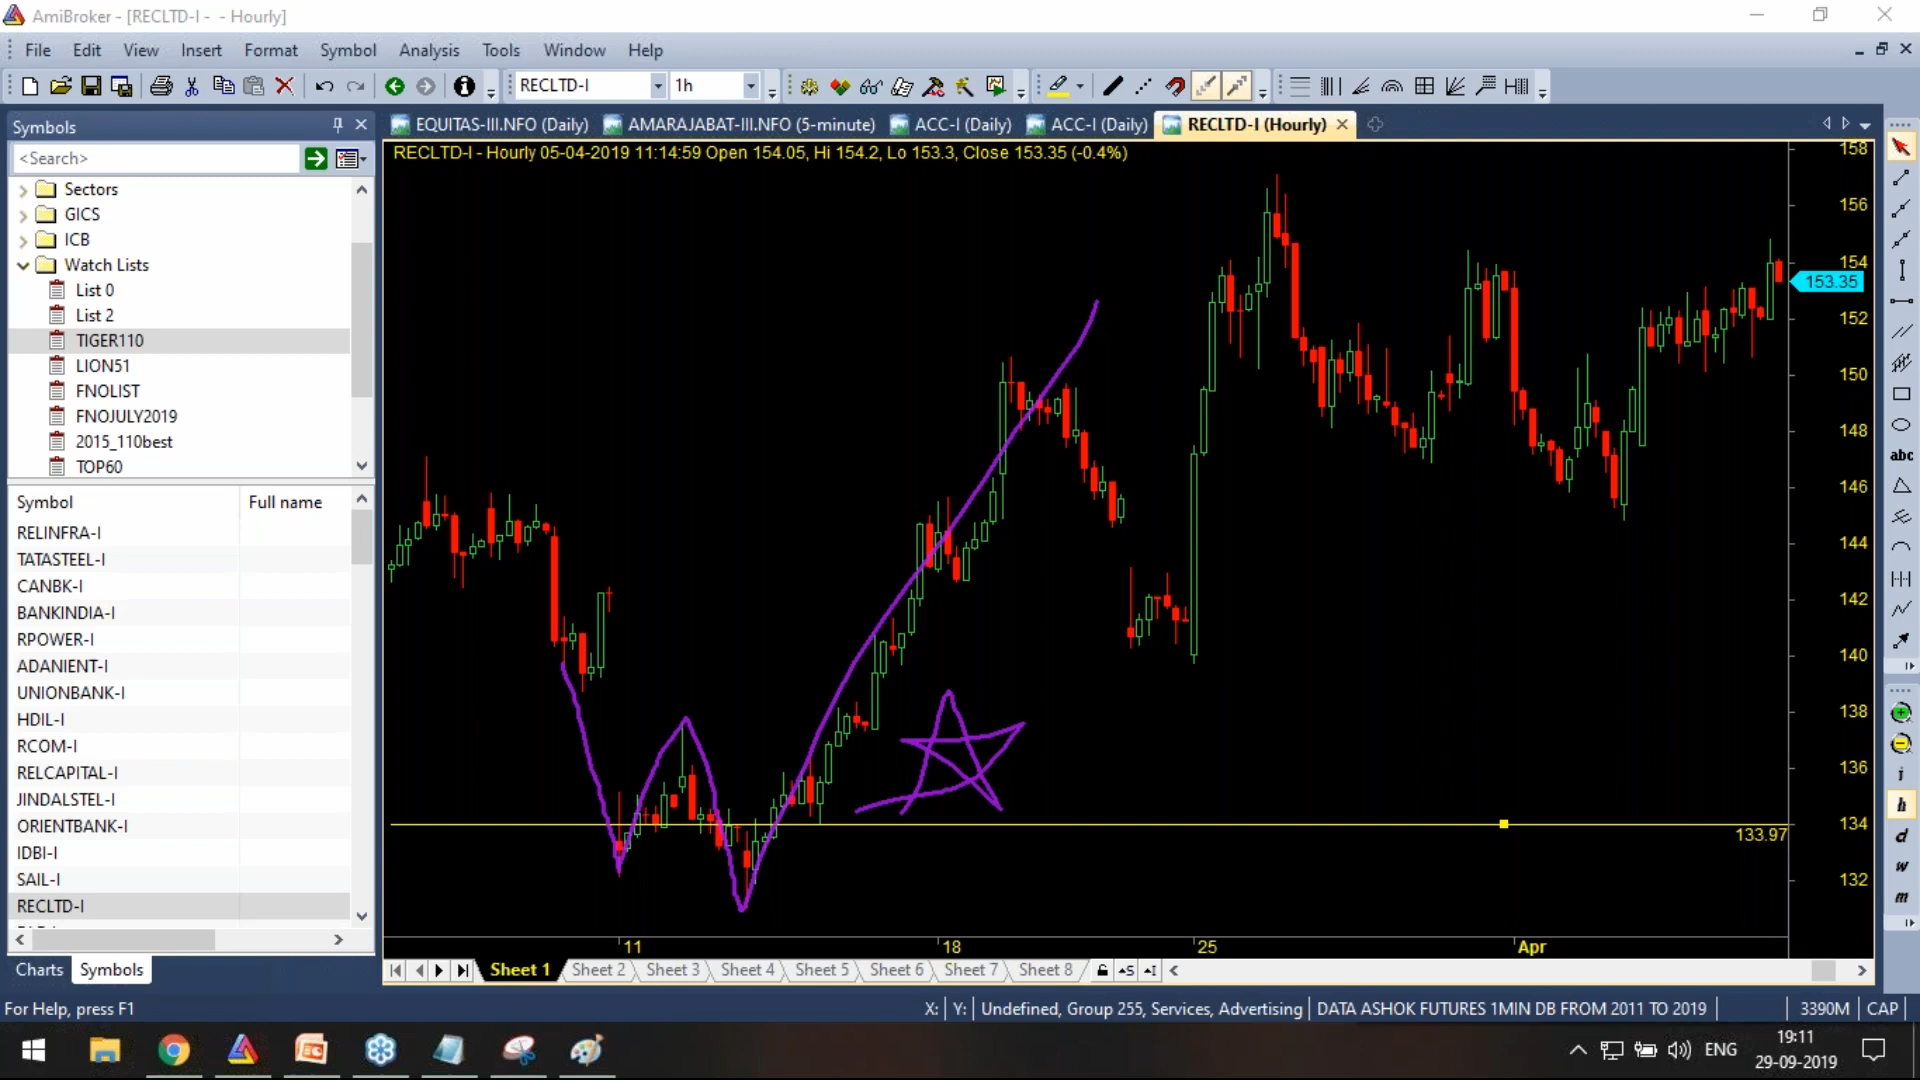 AmiBroker - [RECLTD-I -  - Hourly]
File Edit View Insert Format Symbol Analysis Tools Window Help
RECLTD-I 1h
Symbols
EQUITAS-III.NFO (Daily) AMARAJABAT-III.NFO (5-minute) ACC-I (Daily) ACC-I (Daily) RECLTD-I (Hourly)
<Search>
RECLTD-I - Hourly 05-04-2019 11:14:59 Open 154.05, Hi 154.2, Lo 153.3, Close 153.35 (-0.4%)
Sectors
GICS
ICB
Watch Lists
List 0
List 2
TIGER110
LION51
FNOLIST
FNOJULY2019
2015_110best
TOP60
Symbol Full name
RELINFRA-I
TATASTEEL-I
CANBK-I
BANKINDIA-I
RPOWER-I
ADANIENT-I
UNIONBANK-I
HDIL-I
RCOM-I
RELCAPITAL-I
JINDALSTEL-I
ORIENTBANK-I
IDBI-I
SAIL-I
RECLTD-I
158
156
154
153.35
152
150
148
146
144
142
140
138
136
134
133.97
132
11 18 25 Apr
abc
i
h
d
w
m
Charts Symbols
Sheet 1 Sheet 2 Sheet 3 Sheet 4 Sheet 5 Sheet 6 Sheet 7 Sheet 8
For Help, press F1
X: Y: Undefined, Group 255, Services, Advertising DATA ASHOK FUTURES 1MIN DB FROM 2011 TO 2019 3390M CAP
ENG
19:11
29-09-2019